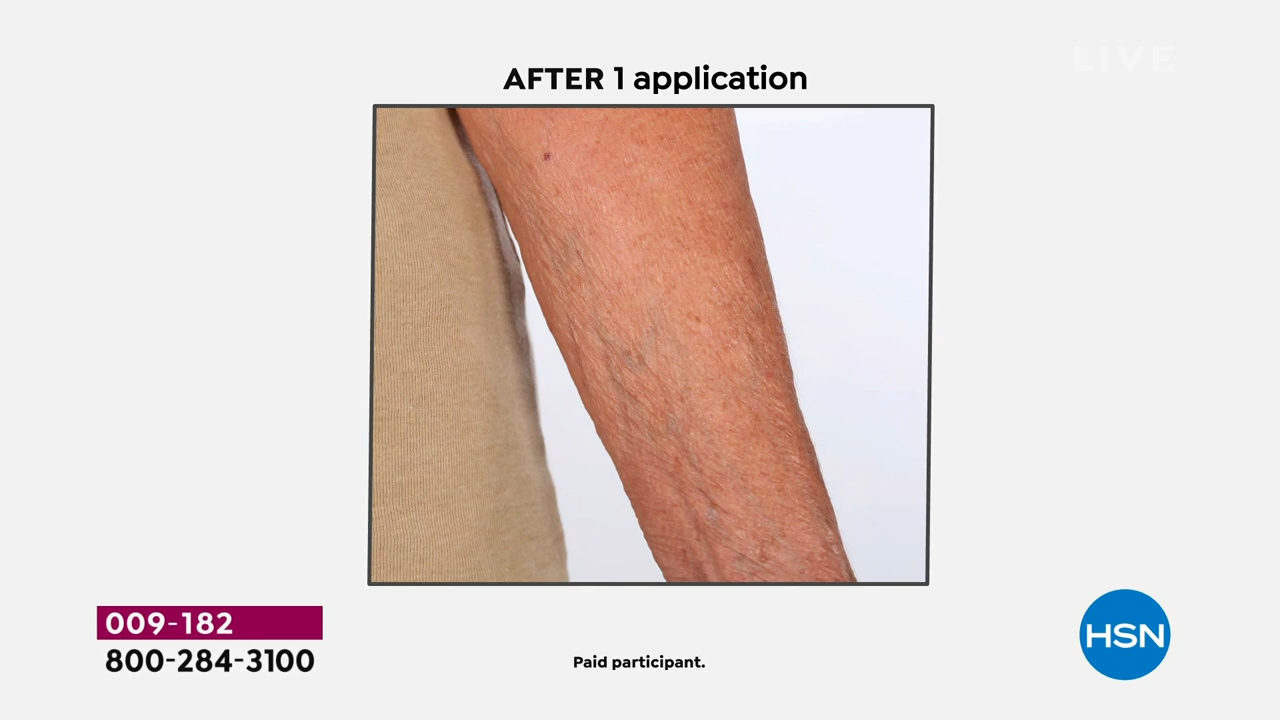 LIVE
AFTER 1 application
009-182
800-284-3100
Paid participant.
HSN